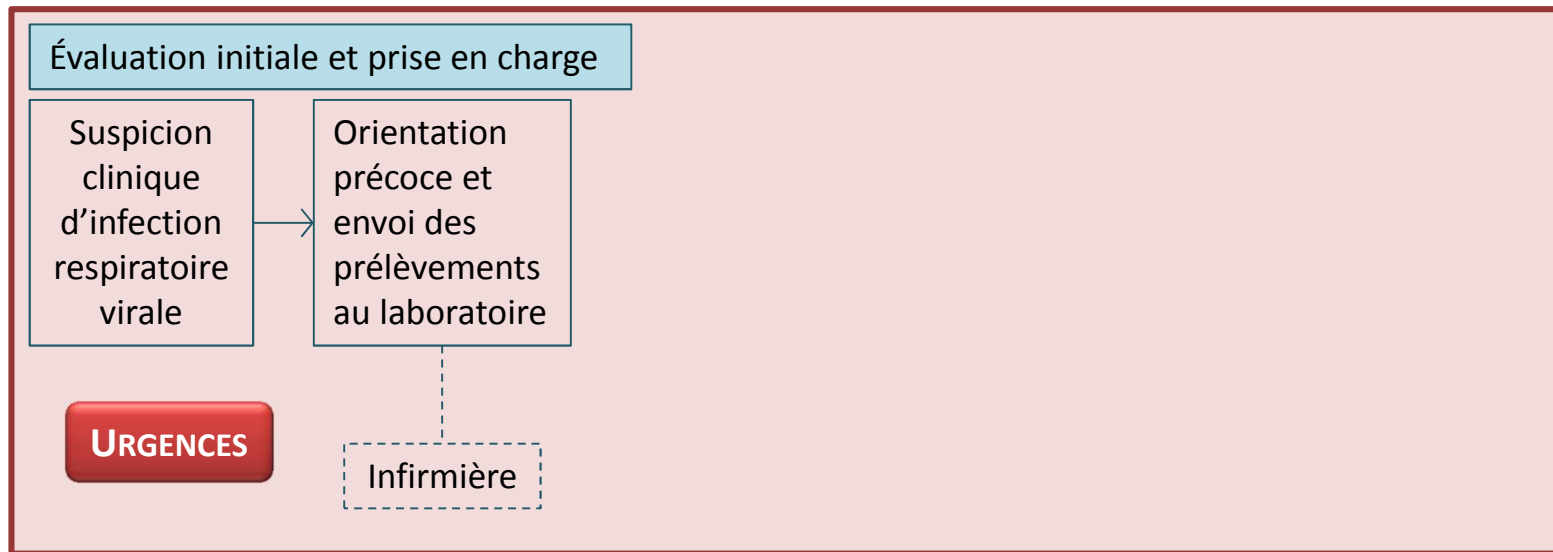 Évaluation initiale et prise en charge
Suspicion
clinique
d’infection
respiratoire
virale
Orientation
précoce et
envoi des
prélèvements
au laboratoire
URGENCES
Infirmière